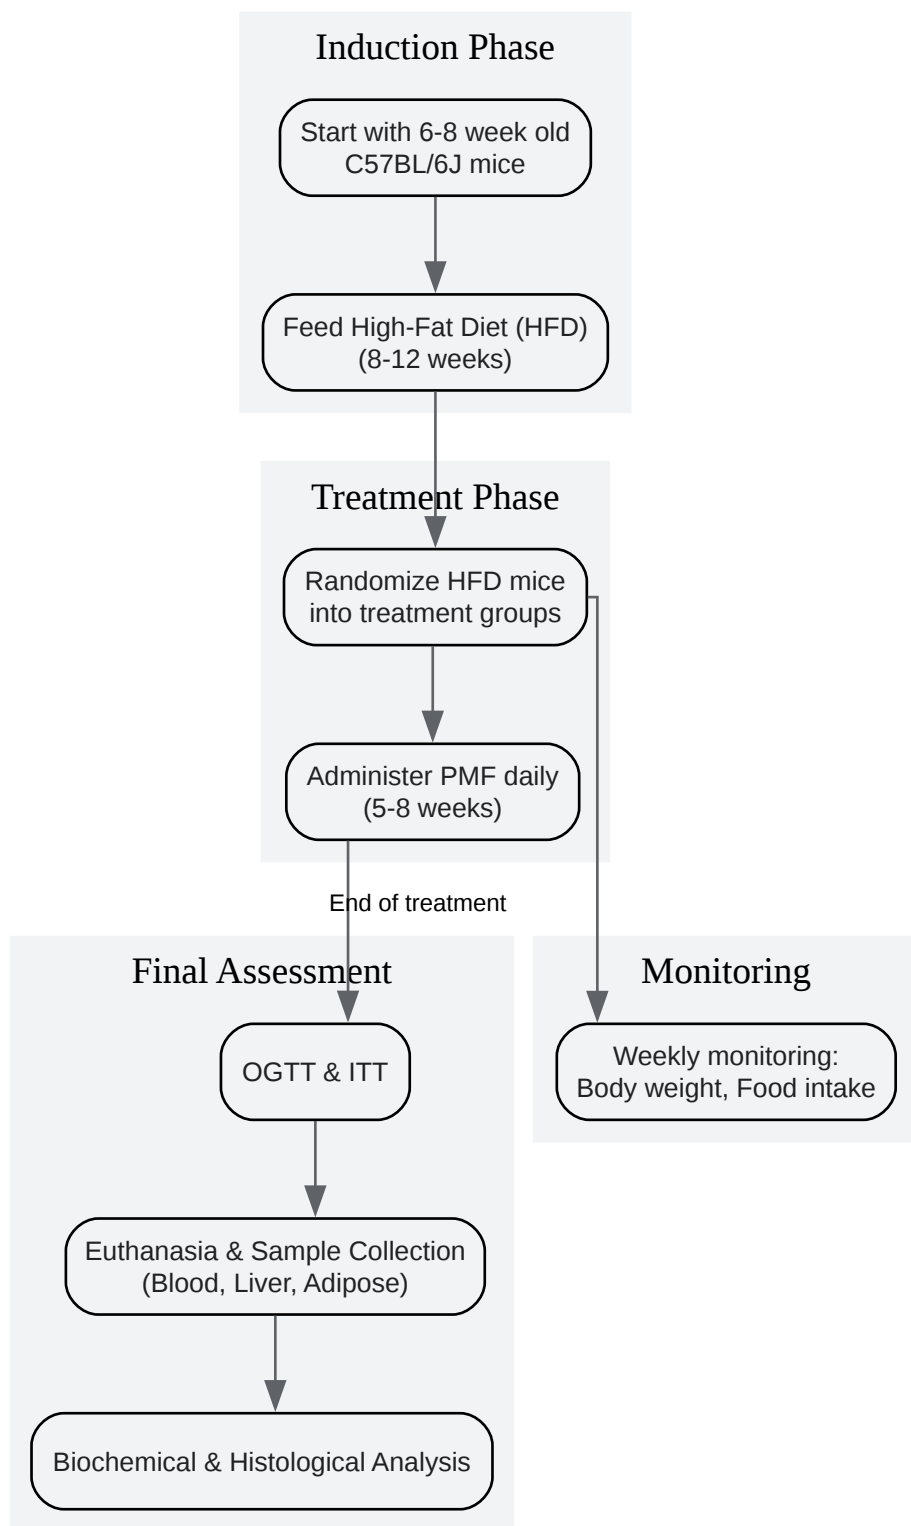 Induction Phase
Start with 6-8 week old
C57BL/6J mice
Feed High-Fat Diet (HFD)
(8-12 weeks)
Treatment Phase
Randomize HFD mice
into treatment groups
Administer PMF daily
(5-8 weeks)
End of treatment
Final Assessment
OGTT & ITT
Euthanasia & Sample Collection
(Blood, Liver, Adipose)
Biochemical & Histological Analysis
Monitoring
Weekly monitoring:
Body weight, Food intake